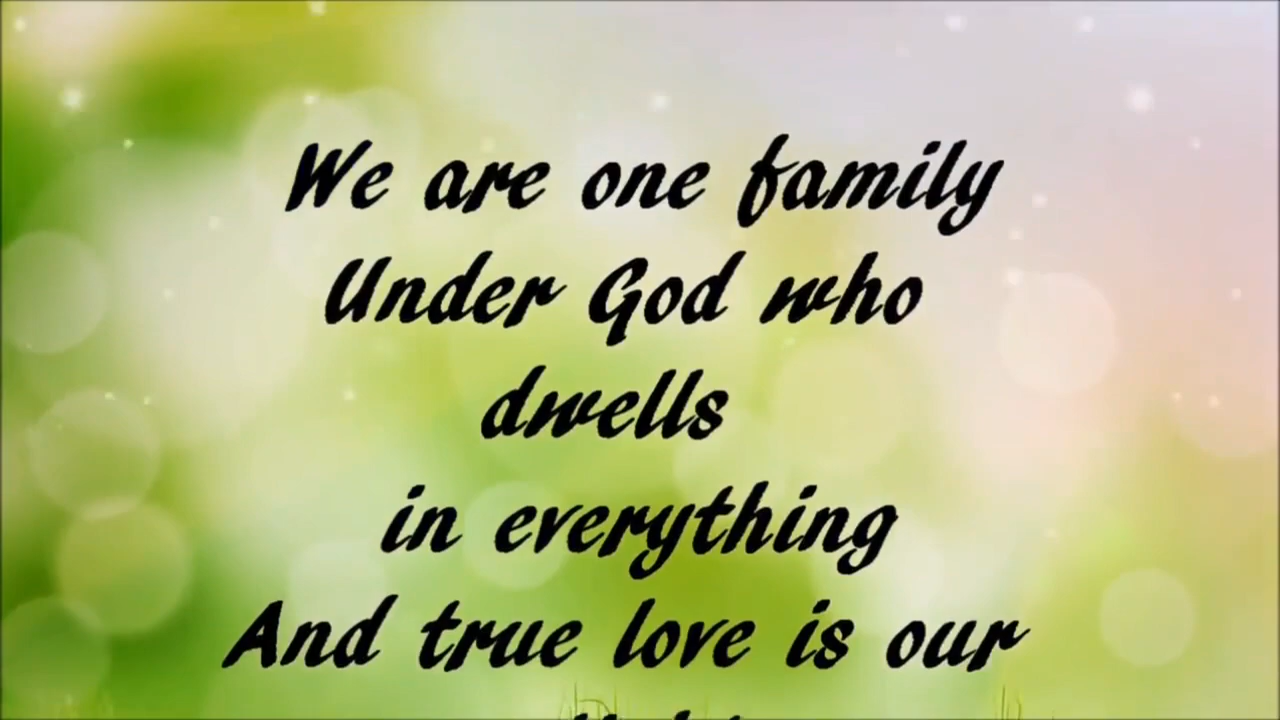 We are one family
Under God who
dwells
in everything
And true love is our